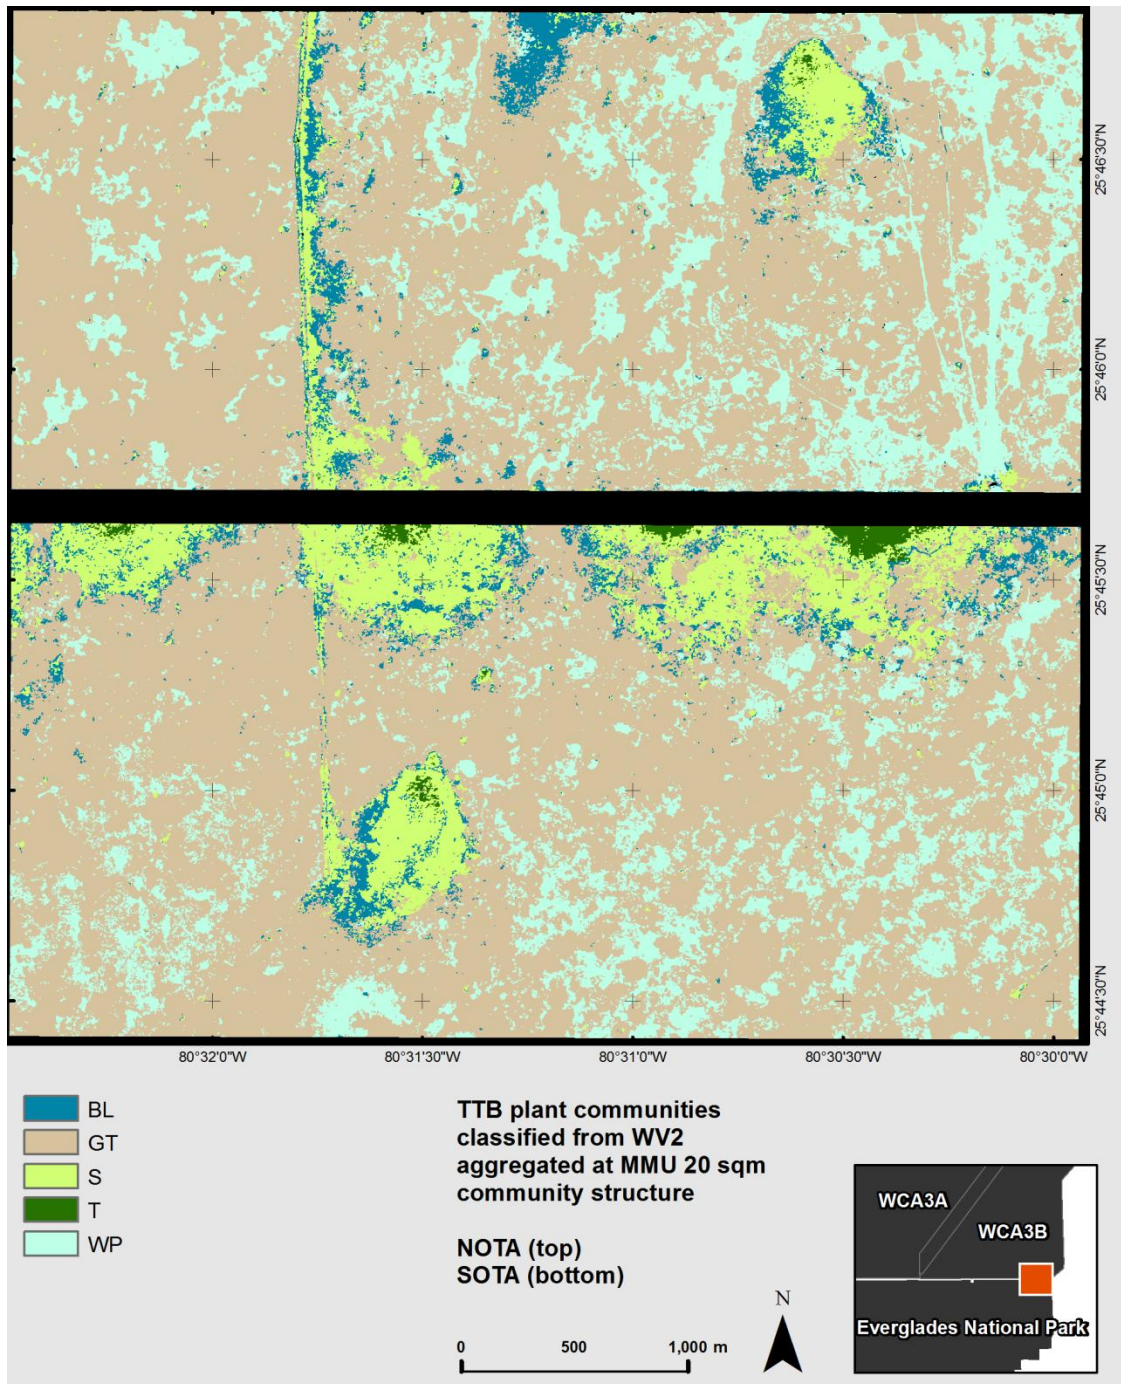 25°46'30"N
25°46'0"N
25°45'30"N
25°45'0"N
25°44'30"N
80°32'0"W
80°31'30"W
80°31'0"W
80°30'30"W
80°30'0"W
BL
GT
S
T
WP
TTB plant communities
classified from WV2
aggregated at MMU 20 sqm
community structure
NOTA (top)
SOTA (bottom)
0 500 1,000 m
N
WCA3A
WCA3B
Everglades National Park